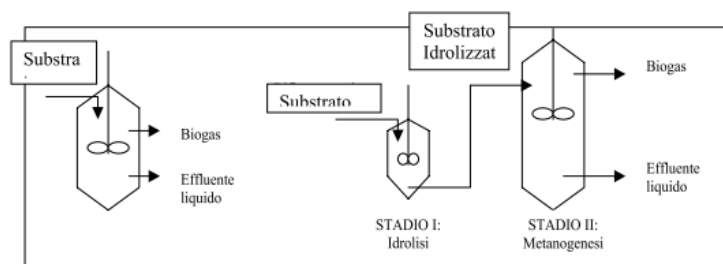 Substra
Biogas
Effluente
liquido
Substrato
STADIO I:
Idrolisi
Substrato
Idrolizzat
Biogas
Effluente
liquido
STADIO II:
Metanogenesi